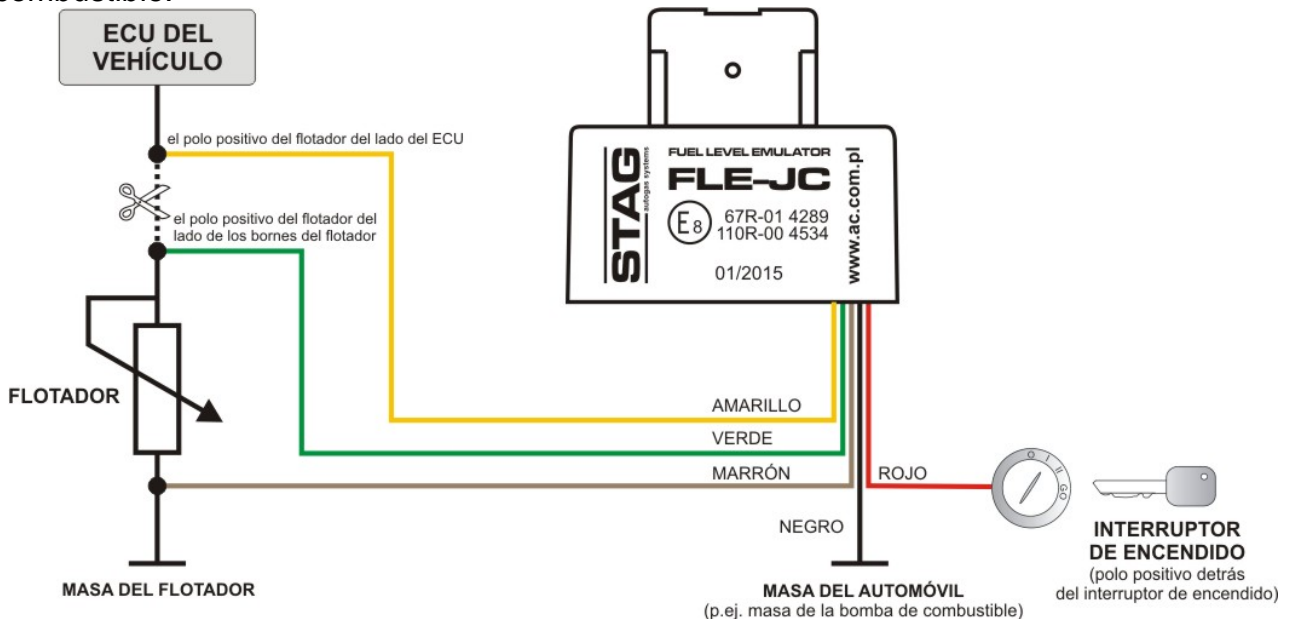 combustible.
ECU DEL
VEHÍCULO
el polo positivo del flotador del lado del ECU
el polo positivo del flotador del
lado de los bornes del flotador
FLOTADOR
MASA DEL FLOTADOR
STAG
autogas systems
FUEL LEVEL EMULATOR
FLE-JC
E8
67R-01 4289
110R-00 4534
01/2015
www.ac.com.pl
AMARILLO
VERDE
MARRÓN
ROJO
NEGRO
O I II GO
MASA DEL AUTOMÓVIL
(p.ej. masa de la bomba de combustible)
INTERRUPTOR
DE ENCENDIDO
(polo positivo detrás
del interruptor de encendido)